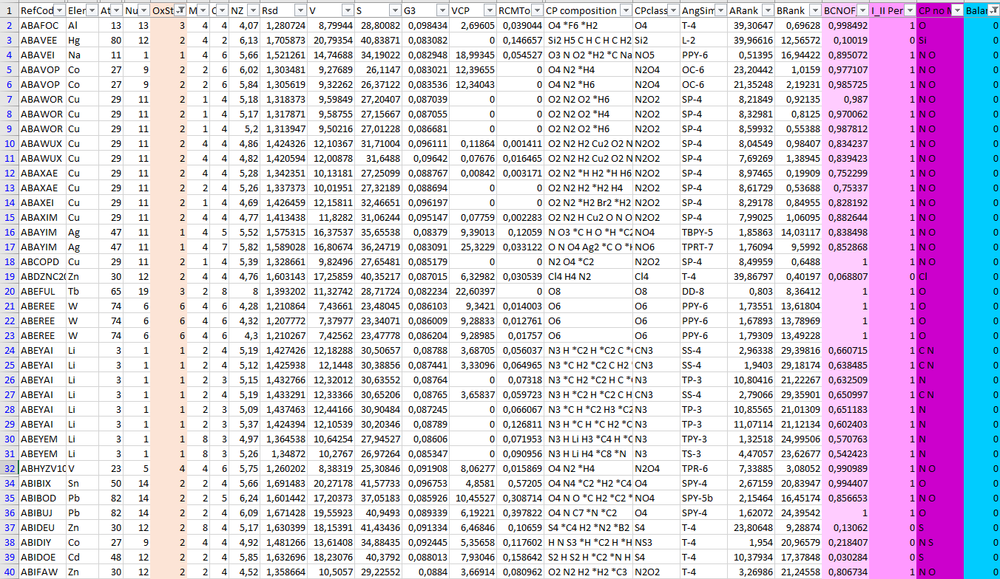 1 RefCod Elem At Nu OxSt M C NZ Rsd V S G3 VCP RCMTo CP composition CPclass AngSim ARank BRank BCNOF I_II Per CP no M Balan
2 ABAFOC Al 13 13 3 4 4 4,07 1,280724 8,79944 28,80082 0,098434 2,69605 0,039044 O4 *F6 *H2 O4 T-4 39,30647 0,69628 0,998492 1 O 0
3 ABAVEE Hg 80 12 2 4 2 6,13 1,705873 20,79354 40,83871 0,083082 0 0,146657 Si2 H5 C H C H C H2 Si2 L-2 39,96616 12,56572 0,10019 0 Si 0
4 ABAVEI Na 11 1 1 4 6 5,66 1,521261 14,74688 34,19022 0,082948 18,99345 0,054527 O3 N O2 *H2 *C Na NO5 PPY-6 0,51395 16,94422 0,895072 1 N O 0
5 ABAVOP Co 27 9 2 2 6 6,02 1,303481 9,27689 26,1147 0,083021 12,39655 0 O4 N2 *H4 N2O4 OC-6 23,20442 1,0159 0,977107 1 N O 0
6 ABAVOP Co 27 9 2 2 6 5,84 1,305619 9,32262 26,37122 0,083536 12,34043 0 O4 N2 *H6 N2O4 OC-6 21,35248 2,19231 0,985725 1 N O 0
7 ABAWOR Cu 29 11 2 1 4 5,18 1,318373 9,59849 27,20407 0,087039 0 0 O2 N2 O2 *H6 N2O2 SP-4 8,21849 0,92135 0,987 1 N O 0
8 ABAWOR Cu 29 11 2 1 4 5,17 1,317871 9,58755 27,15667 0,087055 0 0 O2 N2 O2 *H4 N2O2 SP-4 8,32981 0,8125 0,970062 1 N O 0
9 ABAWOR Cu 29 11 2 1 4 5,2 1,313947 9,50216 27,01228 0,086681 0 0 O2 N2 O2 *H6 N2O2 SP-4 8,59932 0,55388 0,987812 1 N O 0
10 ABAWUX Cu 29 11 2 4 4 4,86 1,424326 12,10367 31,71004 0,096111 0,11864 0,001411 O2 N2 H2 Cu2 O2 N N2O2 SP-4 8,04549 0,98407 0,834237 1 N O 0
11 ABAWUX Cu 29 11 2 4 4 4,82 1,420594 12,00878 31,6488 0,09642 0,07676 0,016465 O2 N2 H2 Cu2 O2 N N2O2 SP-4 7,69269 1,38945 0,839423 1 N O 0
12 ABAXAE Cu 29 11 2 4 4 5,28 1,342351 10,13181 27,25099 0,088767 0,00842 0,003171 O2 N2 *H H2 *H H6 N2O2 SP-4 8,97465 0,19909 0,752299 1 N O 0
13 ABAXAE Cu 29 11 2 2 4 5,26 1,337373 10,01951 27,32189 0,088694 0 0 O2 N2 H2 *H2 H4 N2O2 SP-4 8,61729 0,53688 0,75337 1 N O 0
14 ABAXEI Cu 29 11 2 1 4 4,69 1,426459 12,15811 32,46651 0,096197 0 0 O2 N2 *H2 Br2 *H2 N2O2 SP-4 8,29178 0,84955 0,828192 1 N O 0
15 ABAXIM Cu 29 11 2 4 4 4,77 1,413438 11,8282 31,06244 0,095147 0,07759 0,002283 O2 N2 H Cu2 O N O N2O2 SP-4 7,99025 1,06095 0,882644 1 N O 0
16 ABAYIM Ag 47 11 1 4 5 5,52 1,575315 16,37537 35,65538 0,08379 9,39013 0,12059 N O3 *C H O *H *C2 NO4 TBPY-5 1,85863 14,03117 0,838498 1 N O 0
17 ABAYIM Ag 47 11 1 4 7 5,82 1,589028 16,80674 36,24719 0,083091 25,3229 0,033122 O N O4 Ag2 *C O *H NO6 TPRT-7 1,76094 9,5992 0,852868 1 N O 0
18 ABCOPD Cu 29 11 2 1 4 5,39 1,328661 9,82496 27,65481 0,085179 0 0 N2 O4 *C2 N2O2 SP-4 8,49959 0,6488 1 1 N O 0
19 ABDZNC20 Zn 30 12 2 4 4 4,76 1,603143 17,25859 40,35217 0,087015 6,32982 0,030539 Cl4 H4 N2 Cl4 T-4 39,86797 0,40197 0,068807 0 Cl 0
20 ABEFUL Tb 65 19 3 2 8 8 1,393202 11,32742 28,71724 0,082234 22,60397 0 O8 O8 DD-8 0,803 8,36412 1 1 O 0
21 ABEREE W 74 6 6 4 6 4,28 1,210864 7,43661 23,48045 0,086103 9,3421 0,014003 O6 O6 PPY-6 1,73551 13,61804 1 1 O 0
22 ABEREE W 74 6 6 4 6 4,32 1,207772 7,37977 23,34071 0,086009 9,28833 0,012761 O6 O6 PPY-6 1,67893 13,78969 1 1 O 0
23 ABEREE W 74 6 6 4 6 4,3 1,210267 7,42562 23,47778 0,086204 9,28985 0,01757 O6 O6 PPY-6 1,79309 13,49228 1 1 O 0
24 ABEYAI Li 3 1 1 2 4 5,19 1,427426 12,18288 30,50657 0,08788 3,68705 0,056037 N3 H *C2 H *C2 C * CN3 SS-4 2,96338 29,39816 0,660715 1 C N 0
25 ABEYAI Li 3 1 1 2 4 5,12 1,425938 12,1448 30,38856 0,087441 3,33096 0,064965 N3 *C H2 *C2 C H2 CN3 SS-4 1,9403 29,18174 0,638485 1 C N 0
26 ABEYAI Li 3 1 1 2 3 5,15 1,432766 12,32012 30,63552 0,08764 0 0,07318 N3 *C H2 *C2 H C * N3 TP-3 10,80416 21,22267 0,632509 1 N 0
27 ABEYAI Li 3 1 1 2 4 5,19 1,433291 12,33366 30,65206 0,08765 3,65837 0,059723 N3 H *C2 H *C2 C H CN3 SS-4 2,79066 29,35901 0,650997 1 C N 0
28 ABEYAI Li 3 1 1 2 3 5,09 1,437463 12,44166 30,90484 0,087245 0 0,066067 N3 *C H *C2 H3 *C2 N3 TP-3 10,85565 21,01309 0,651183 1 N 0
29 ABEYAI Li 3 1 1 2 3 5,37 1,424394 12,10539 30,20346 0,08789 0 0,126811 N3 H *C H *C H2 *C N3 TP-3 11,07114 21,12134 0,602403 1 N 0
30 ABEYEM Li 3 1 1 8 3 4,97 1,364538 10,64254 27,94527 0,08606 0 0,071953 N3 H Li H3 *C4 H *C N3 TPY-3 1,32518 24,99506 0,570763 1 N 0
31 ABEYEM Li 3 1 1 8 3 5,26 1,34872 10,2767 26,97264 0,085347 0 0,090956 N3 H Li H4 *C8 *N N3 TS-3 4,47057 23,62677 0,542423 1 N 0
32 ABHYZV10 V 23 5 4 4 6 5,75 1,260202 8,38319 25,30846 0,091908 8,06277 0,015869 O4 N2 *H4 N2O4 TPR-6 7,33885 3,08052 0,990989 1 N O 0
34 ABIBIX Sn 50 14 2 2 4 5,66 1,691483 20,27178 41,57733 0,096753 4,8581 0,57205 O4 N4 *C2 *H2 *C4 O4 SPY-4 2,67159 20,83947 0,994407 1 O 0
35 ABIBOD Pb 82 14 2 2 5 6,24 1,601442 17,20373 37,05183 0,085926 10,45527 0,308714 O4 N O *C H2 *C2 * NO4 SPY-5b 2,15464 16,45174 0,856653 1 N O 0
36 ABIBUJ Pb 82 14 2 2 4 6,09 1,671428 19,55923 40,9493 0,089339 6,19221 0,397822 O4 N C7 *N *C2 O4 SPY-4 1,62072 24,39542 1 1 O 0
37 ABIDEU Zn 30 12 2 8 4 5,17 1,630399 18,15391 41,43436 0,091334 6,46846 0,10659 S4 *C4 H2 *N2 *B2 S4 T-4 23,80648 9,28874 0,13062 0 S 0
38 ABIDIY Co 27 9 2 2 4 4,92 1,481266 13,61408 34,88435 0,092445 5,35658 0,117602 H N S3 *H *C2 H *H NS3 T-4 1,954 20,96579 0,218407 0 N S 0
39 ABIDOE Cd 48 12 2 2 4 5,85 1,632696 18,23076 40,3792 0,088013 7,93046 0,153642 S2 H S2 H *C2 *N H S4 T-4 10,37934 17,37848 0,030284 0 S 0
40 ABIFAW Zn 30 12 2 2 4 4,52 1,358664 10,5057 29,22552 0,0884 3,66914 0,080962 O2 N2 H2 *H2 *C3 N2O2 T-4 3,26986 21,24558 0,806734 1 N O 0